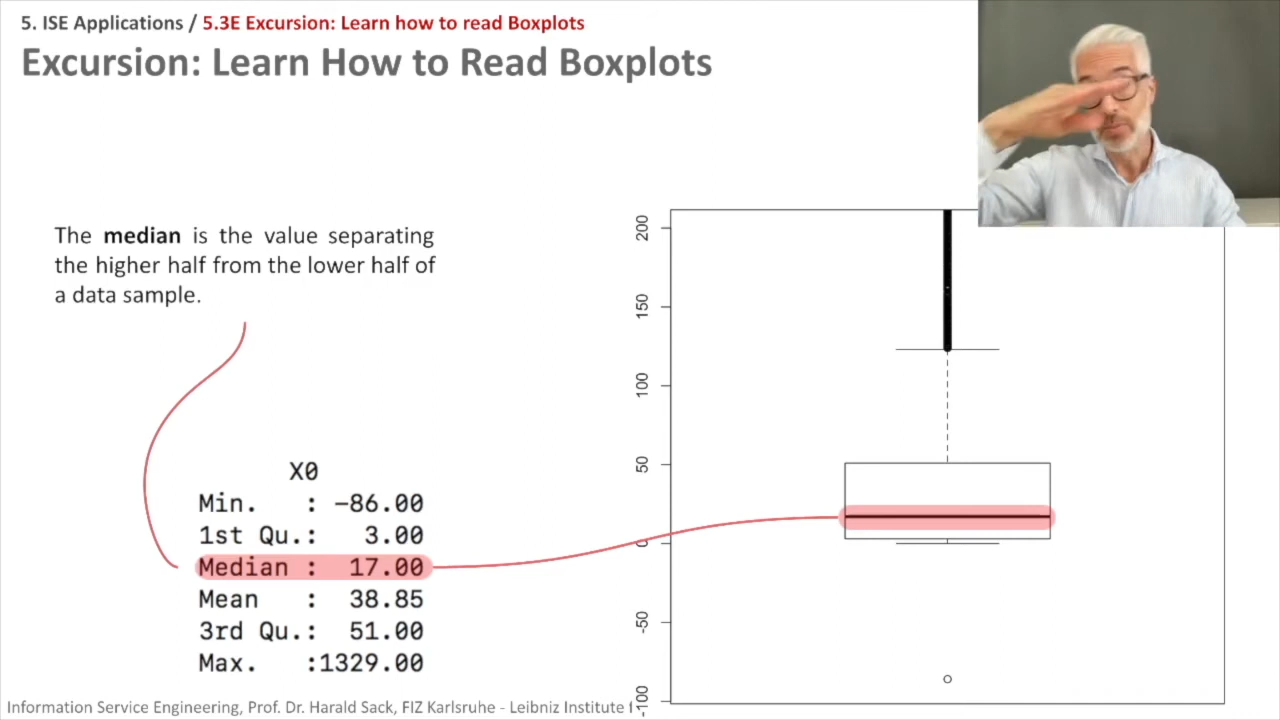 5. ISE Applications / 5.3E Excursion: Learn how to read Boxplots
Excursion: Learn How to Read Boxplots
The median is the value separating
the higher half from the lower half of
a data sample.
X0
Min. : -86.00
1st Qu.: 3.00
Median : 17.00
Mean : 38.85
3rd Qu.: 51.00
Max. :1329.00
200
150
100
50
0
-50
-100
Information Service Engineering, Prof. Dr. Harald Sack, FIZ Karlsruhe - Leibniz Institute